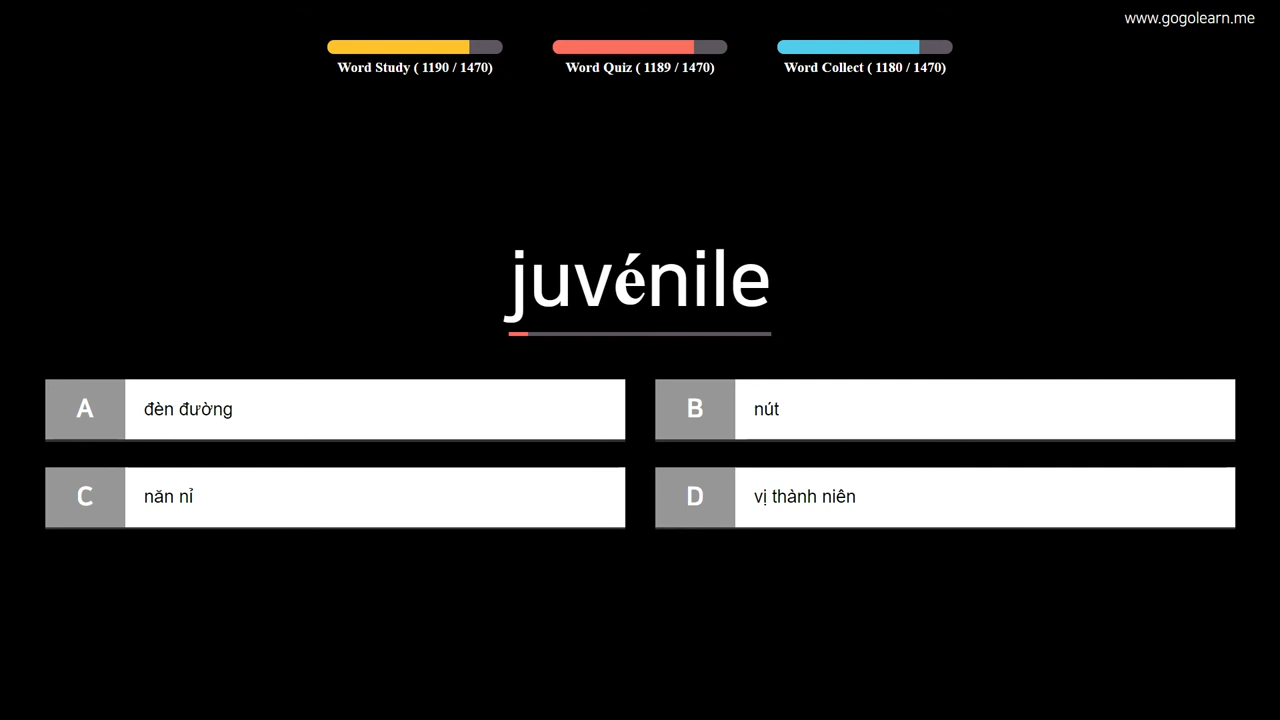 www.gogolearn.me
Word Study ( 1190 / 1470)
Word Quiz ( 1189 / 1470)
Word Collect ( 1180 / 1470)
juvénile
A đèn đường
B nút
C năn nỉ
D vị thành niên